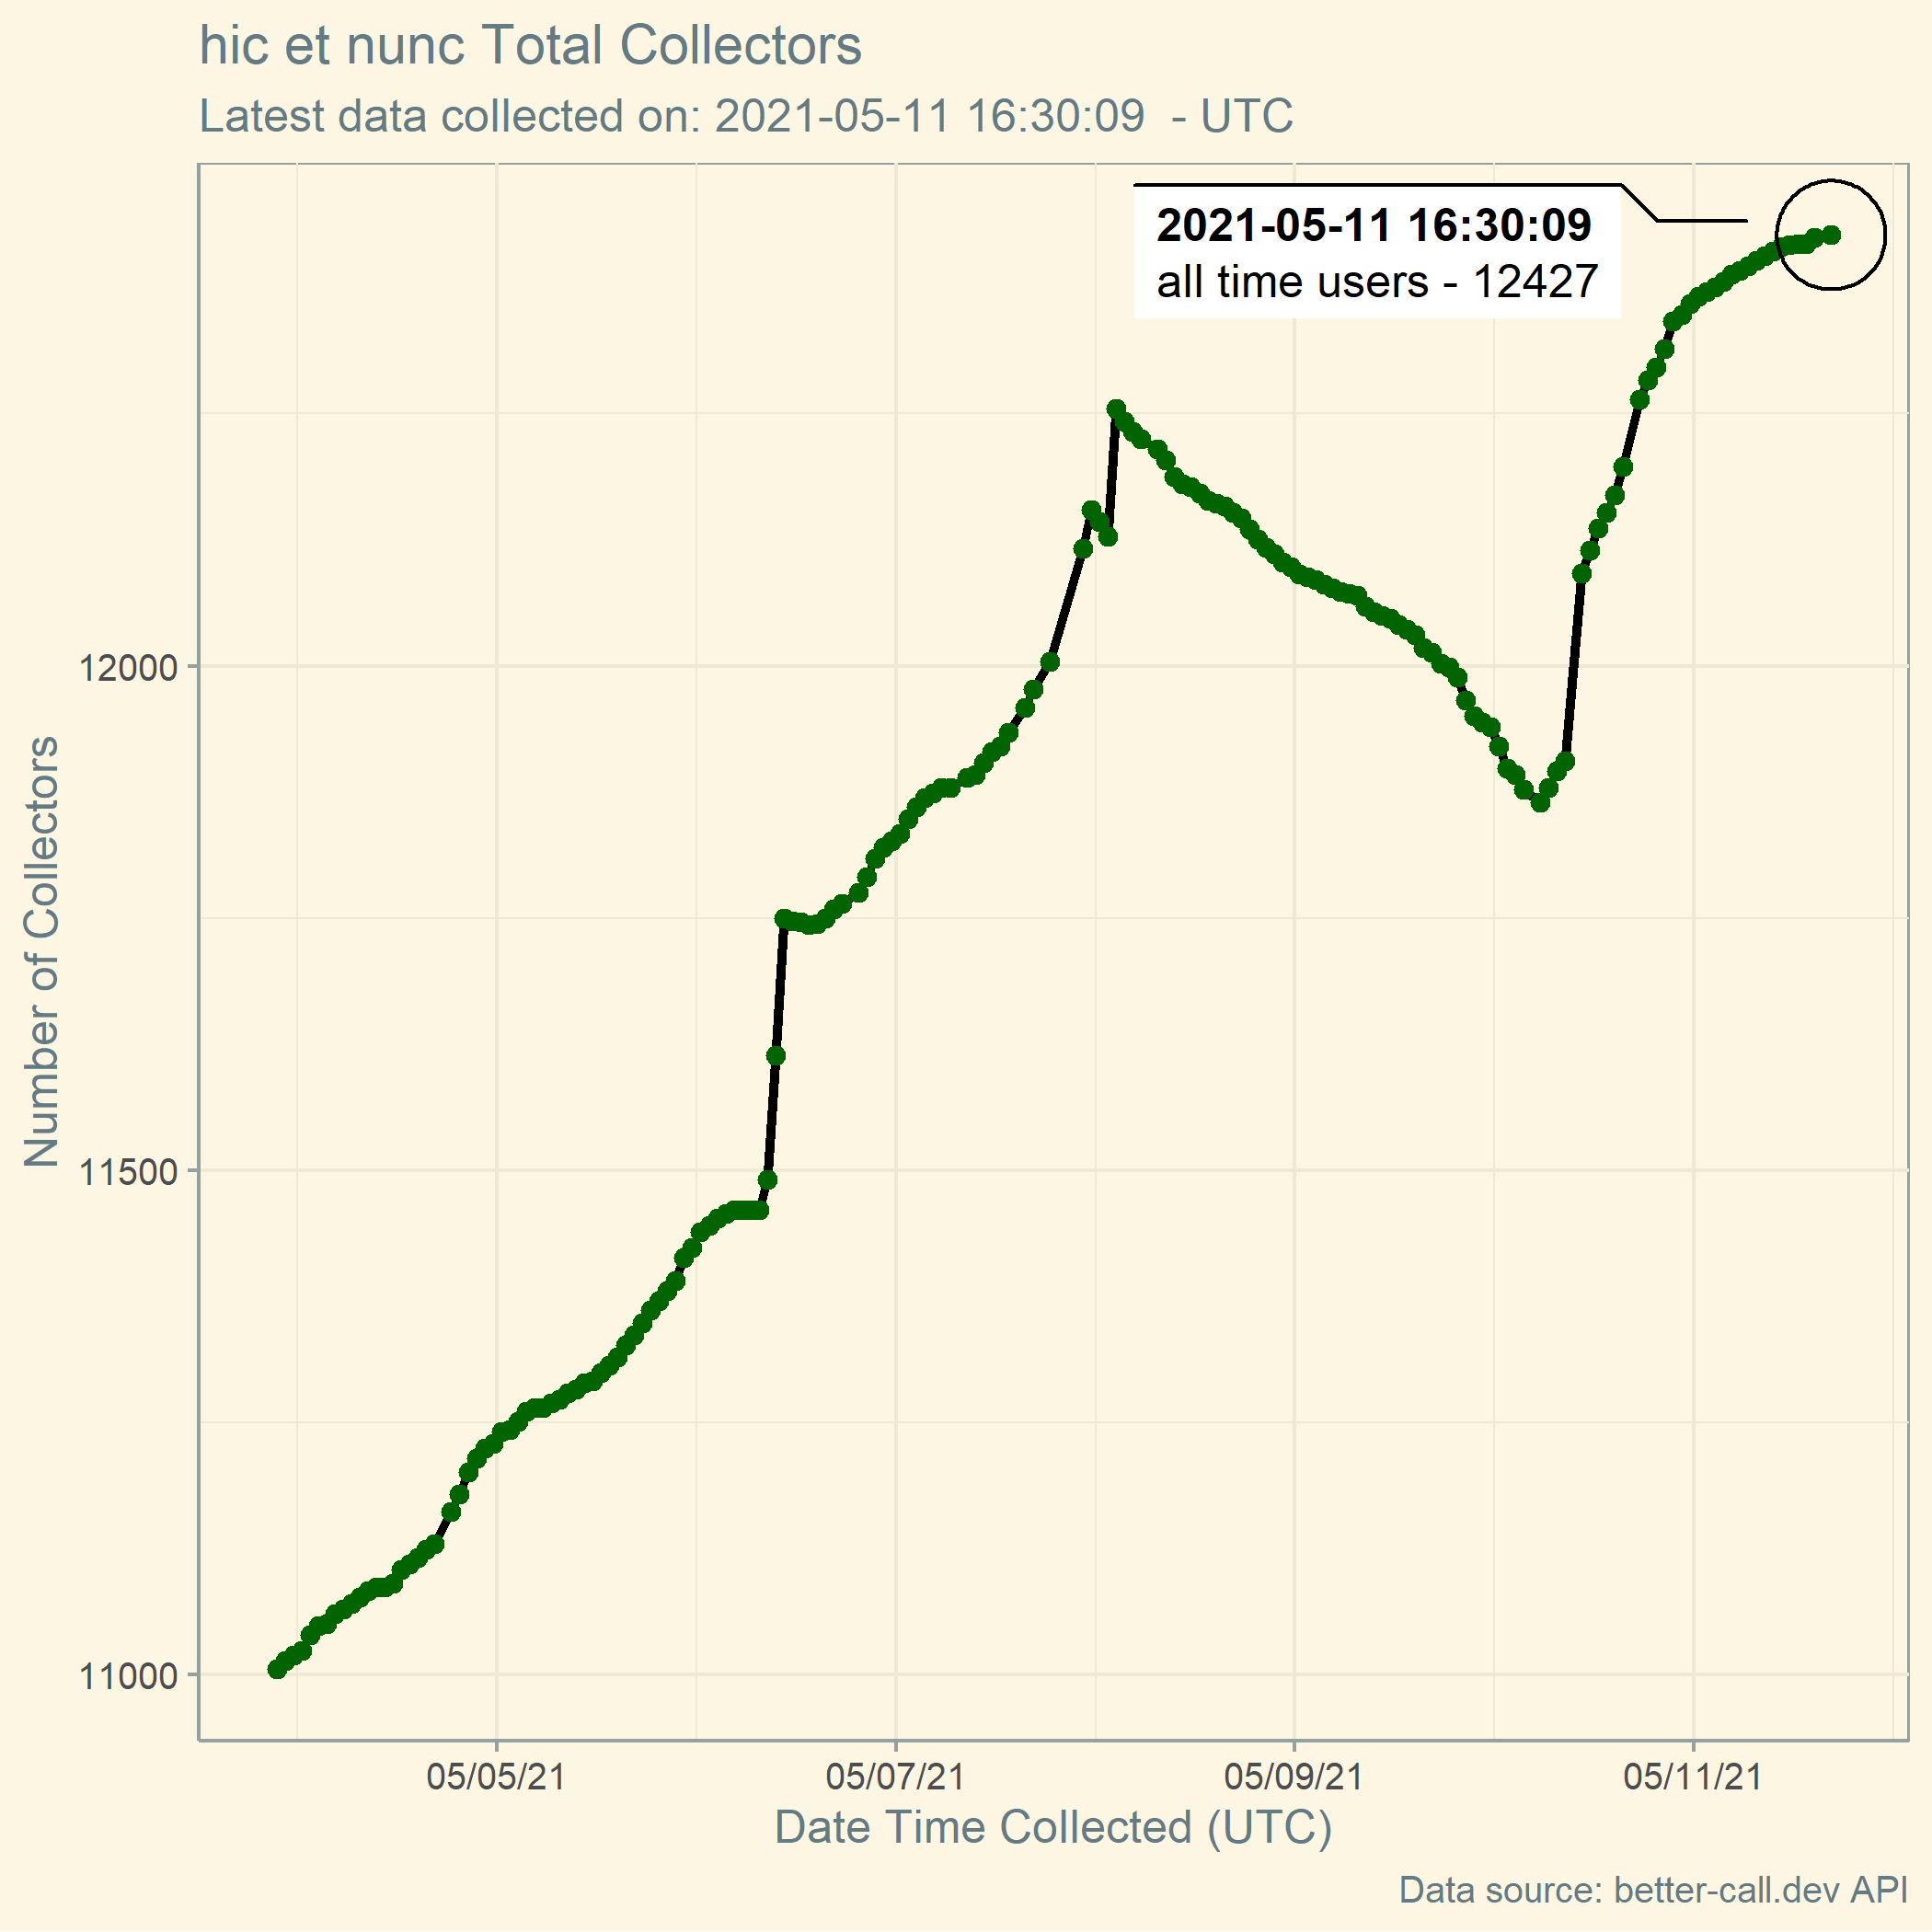 hic et nunc Total Collectors
Latest data collected on: 2021-05-11 16:30:09  - UTC
2021-05-11 16:30:09
all time users - 12427
Number of Collectors
12000
11500
11000
05/05/21
05/07/21
05/09/21
05/11/21
Date Time Collected (UTC)
Data source: better-call.dev API